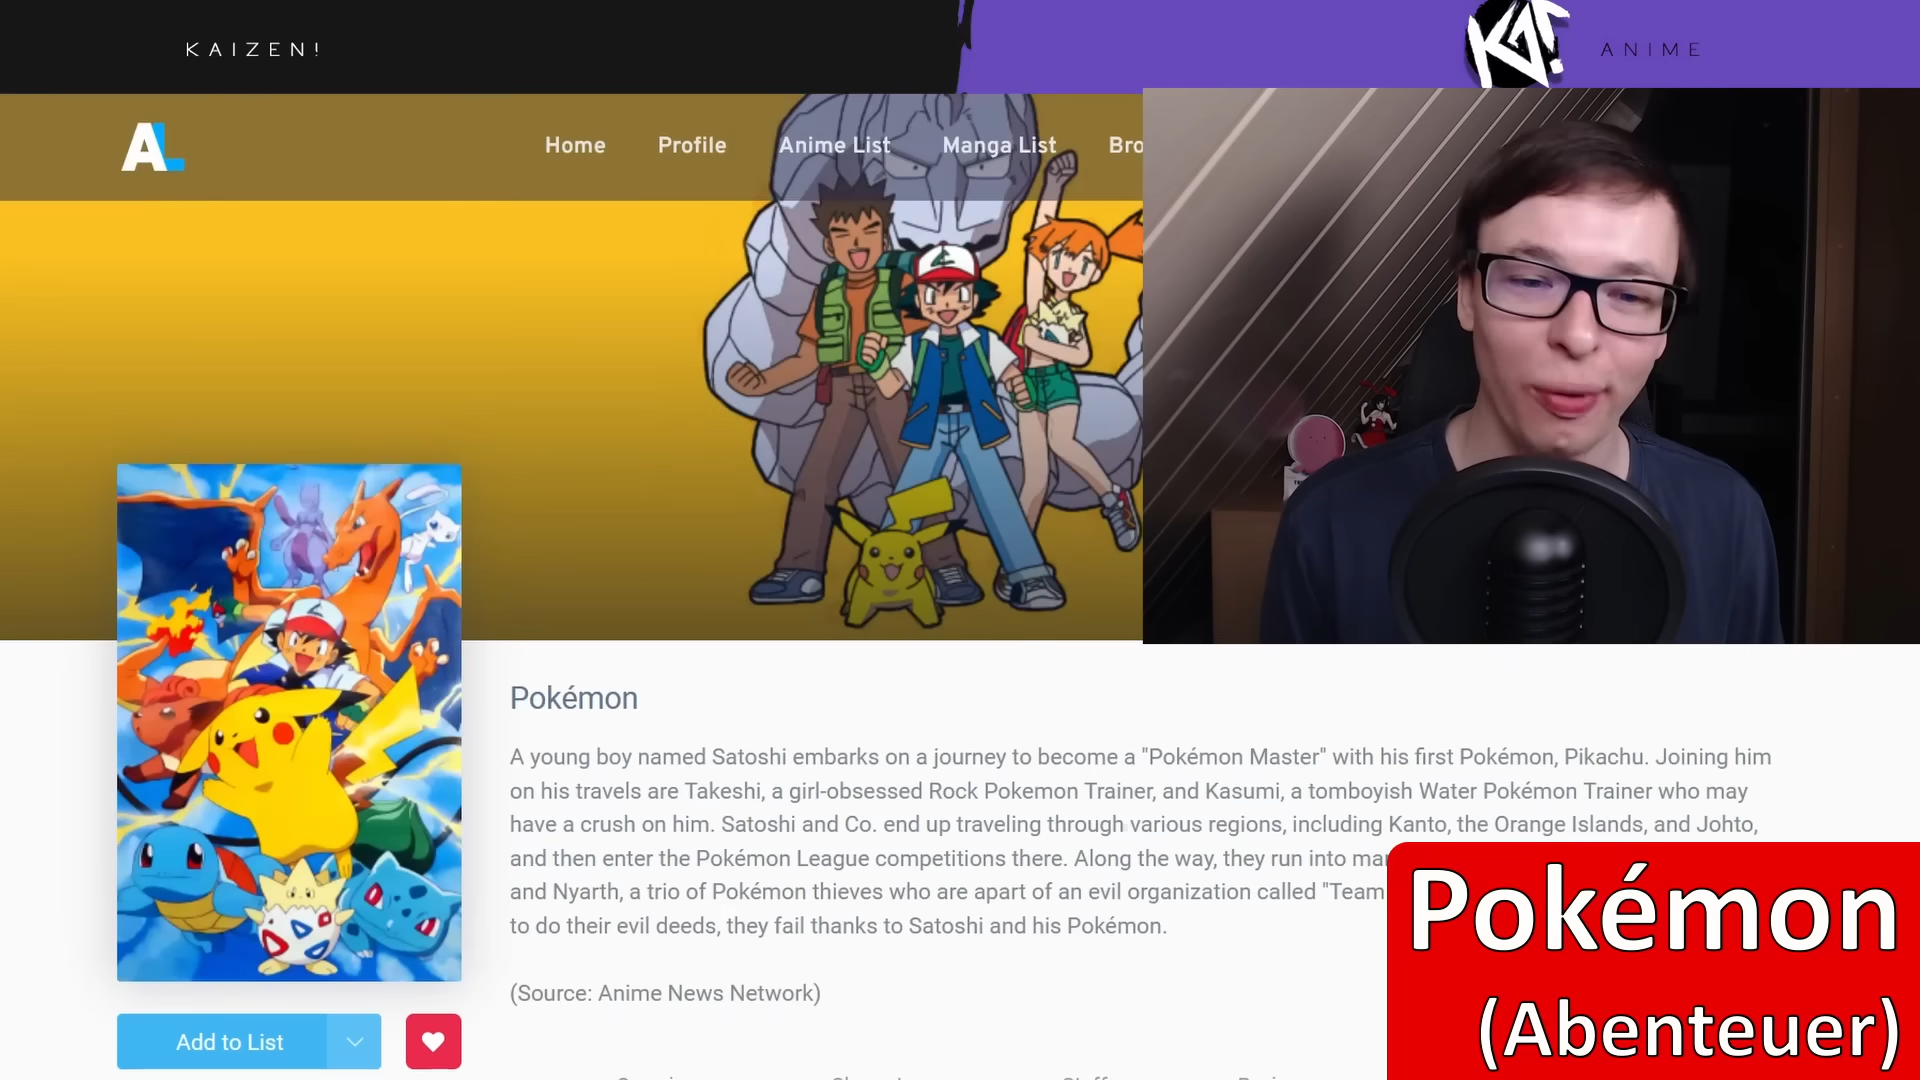 KAIZEN!
KA!
ANIME
AL
Home Profile Anime List Manga List Bro
Pokémon
A young boy named Satoshi embarks on a journey to become a "Pokémon Master" with his first Pokémon, Pikachu. Joining him
on his travels are Takeshi, a girl-obsessed Rock Pokemon Trainer, and Kasumi, a tomboyish Water Pokémon Trainer who may
have a crush on him. Satoshi and Co. end up traveling through various regions, including Kanto, the Orange Islands, and Johto,
and then enter the Pokémon League competitions there. Along the way, they run into
and Nyarth, a trio of Pokémon thieves who are apart of an evil organization called "Team
to do their evil deeds, they fail thanks to Satoshi and his Pokémon.
(Source: Anime News Network)
Add to List
Pokémon
(Abenteuer)